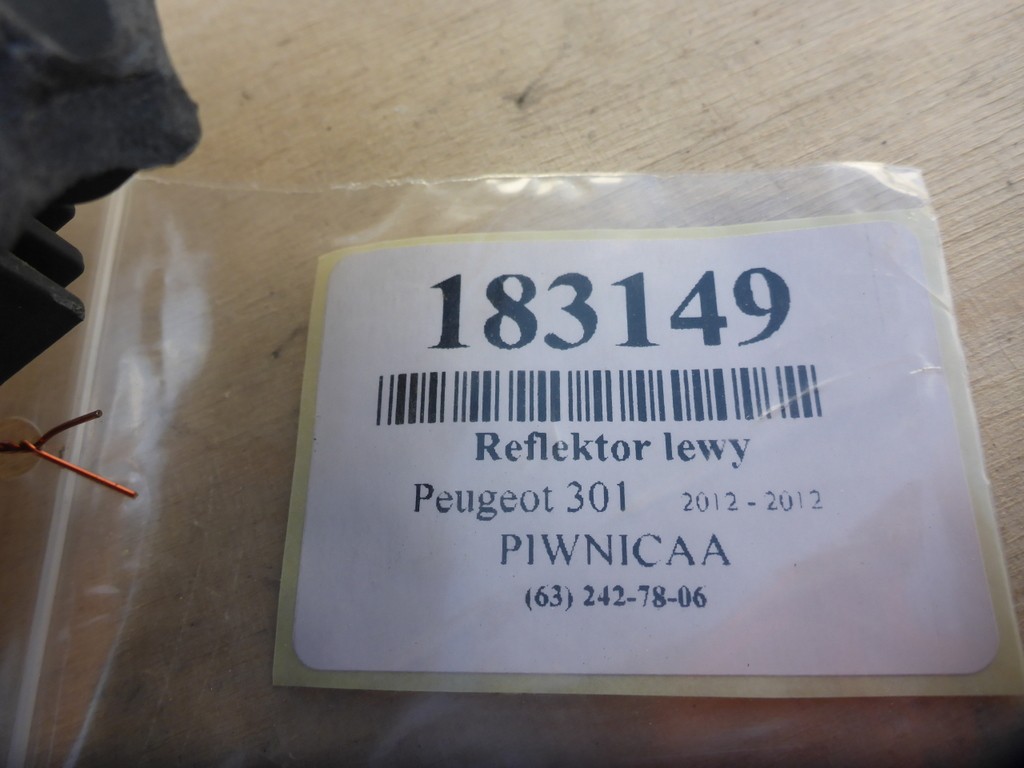 183149
Reflektor lewy
Peugeot 301 2012 - 2012
PIWNICAA
(63) 242-78-06